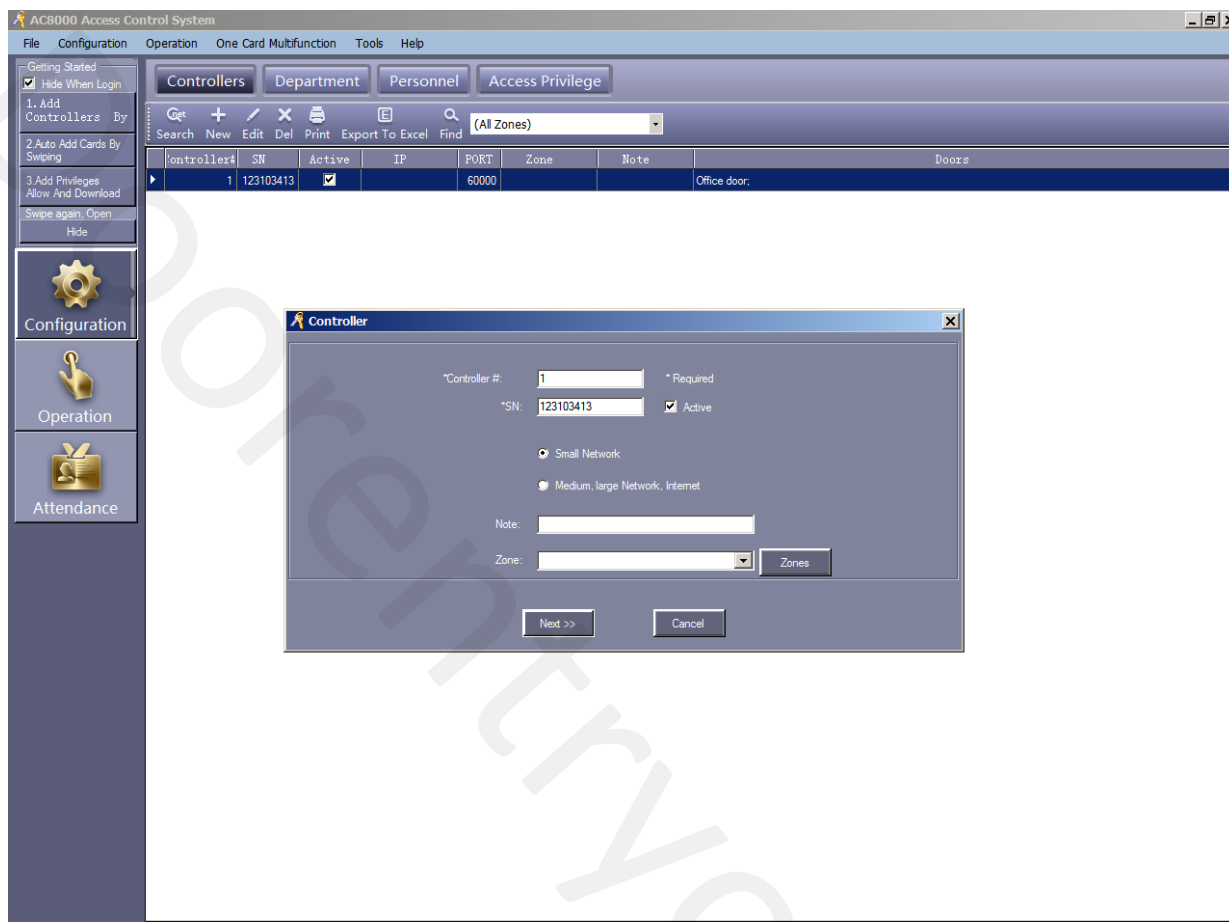 AC8000 Access Control System
File Configuration Operation One Card Multifunction Tools Help
Getting Started
Hide When Login
1.Add
Controllers By
2.Auto Add Cards By
Swiping
3.Add Privileges
Allow And Download
Swipe again, Open
Hide
Configuration
Operation
Attendance
Controllers Department Personnel Access Privilege
Get
Search New Edit Del Print Export To Excel Find (All Zones)
ontroller# SN Active IP PORT Zone Note Doors
1 123103413 60000 Office door;
Controller
*Controller #: 1 * Required
*SN: 123103413 Active
Small Network
Medium, large Network, Internet
Note:
Zone: Zones
Next >> Cancel